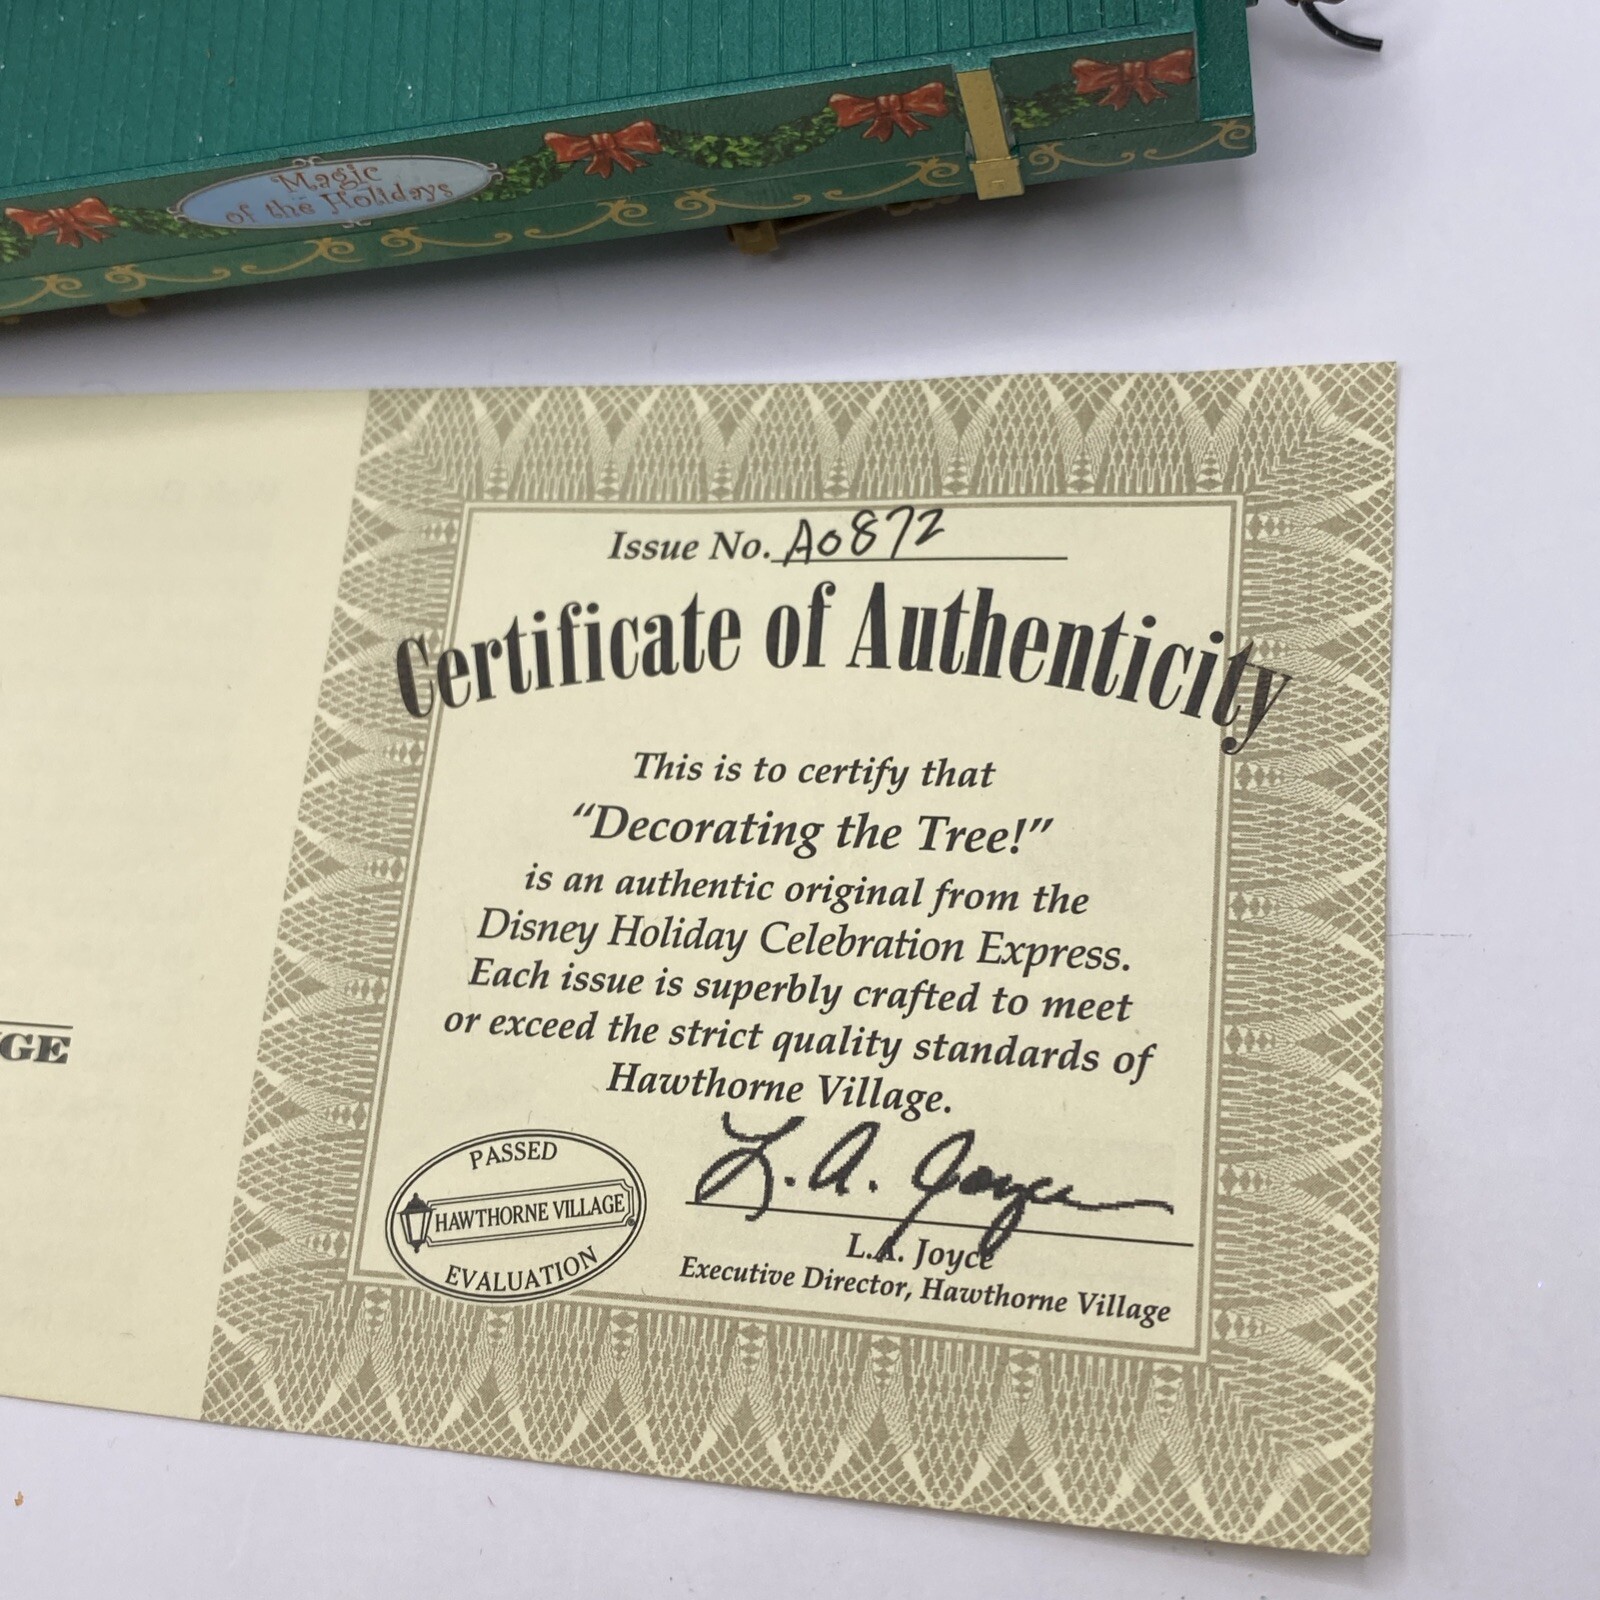 Magic
of the Holidays
Issue No. A0872
Certificate of Authenticity
This is to certify that
“Decorating the Tree!”
is an authentic original from the
Disney Holiday Celebration Express.
Each issue is superbly crafted to meet
or exceed the strict quality standards of
Hawthorne Village.
GE
PASSED
HAWTHORNE VILLAGE
EVALUATION
L. A. Joyce
L.A. Joyce
Executive Director, Hawthorne Village